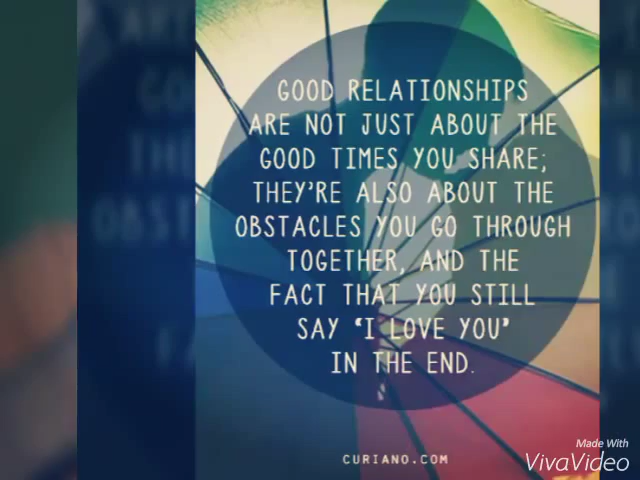 GOOD RELATIONSHIPS
ARE NOT JUST ABOUT THE
GOOD TIMES YOU SHARE;
THEY'RE ALSO ABOUT THE
OBSTACLES YOU GO THROUGH
TOGETHER, AND THE
FACT THAT YOU STILL
SAY "I LOVE YOU"
IN THE END.
CURIANO.COM
Made With
VivaVideo